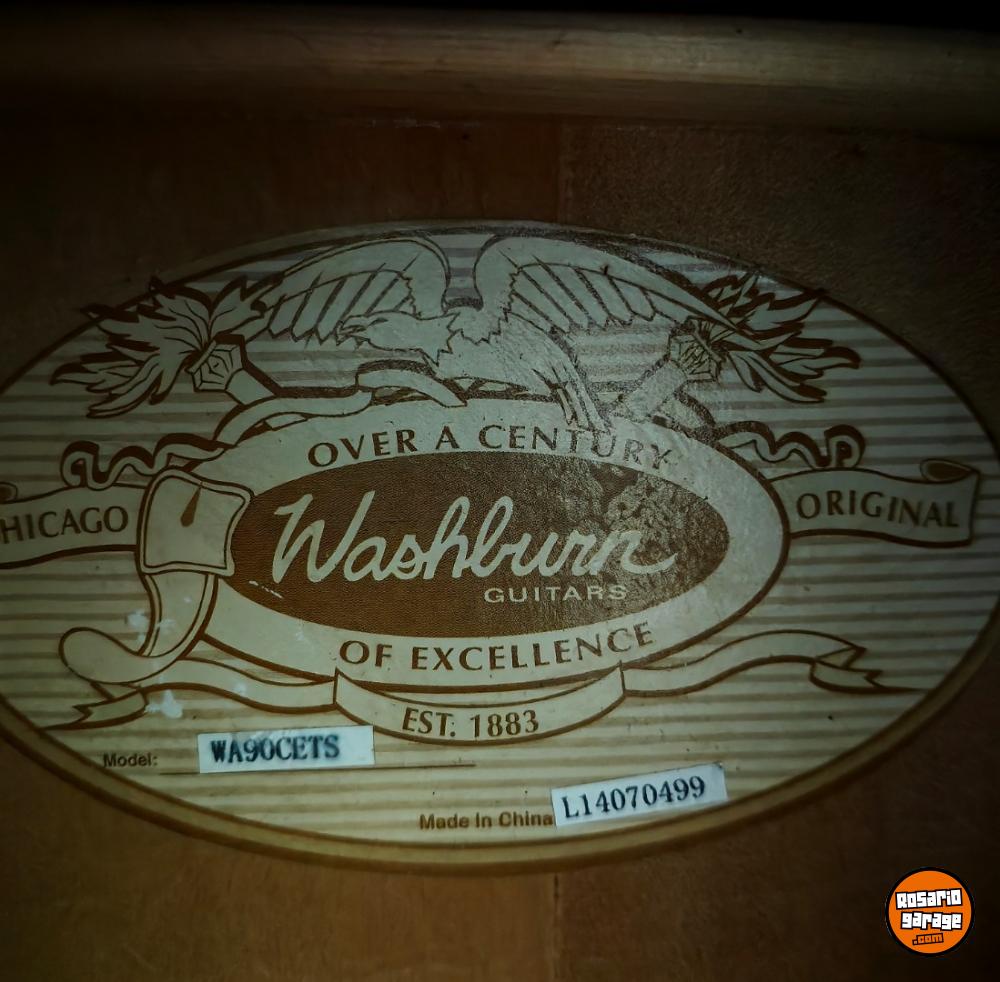 OVER A CENTURY
HICAGO
ORIGINAL
Washburn
GUITARS
OF EXCELLENCE
EST. 1883
Model: WA90CETS
Made In China L14070499
Rosario
garage
.com